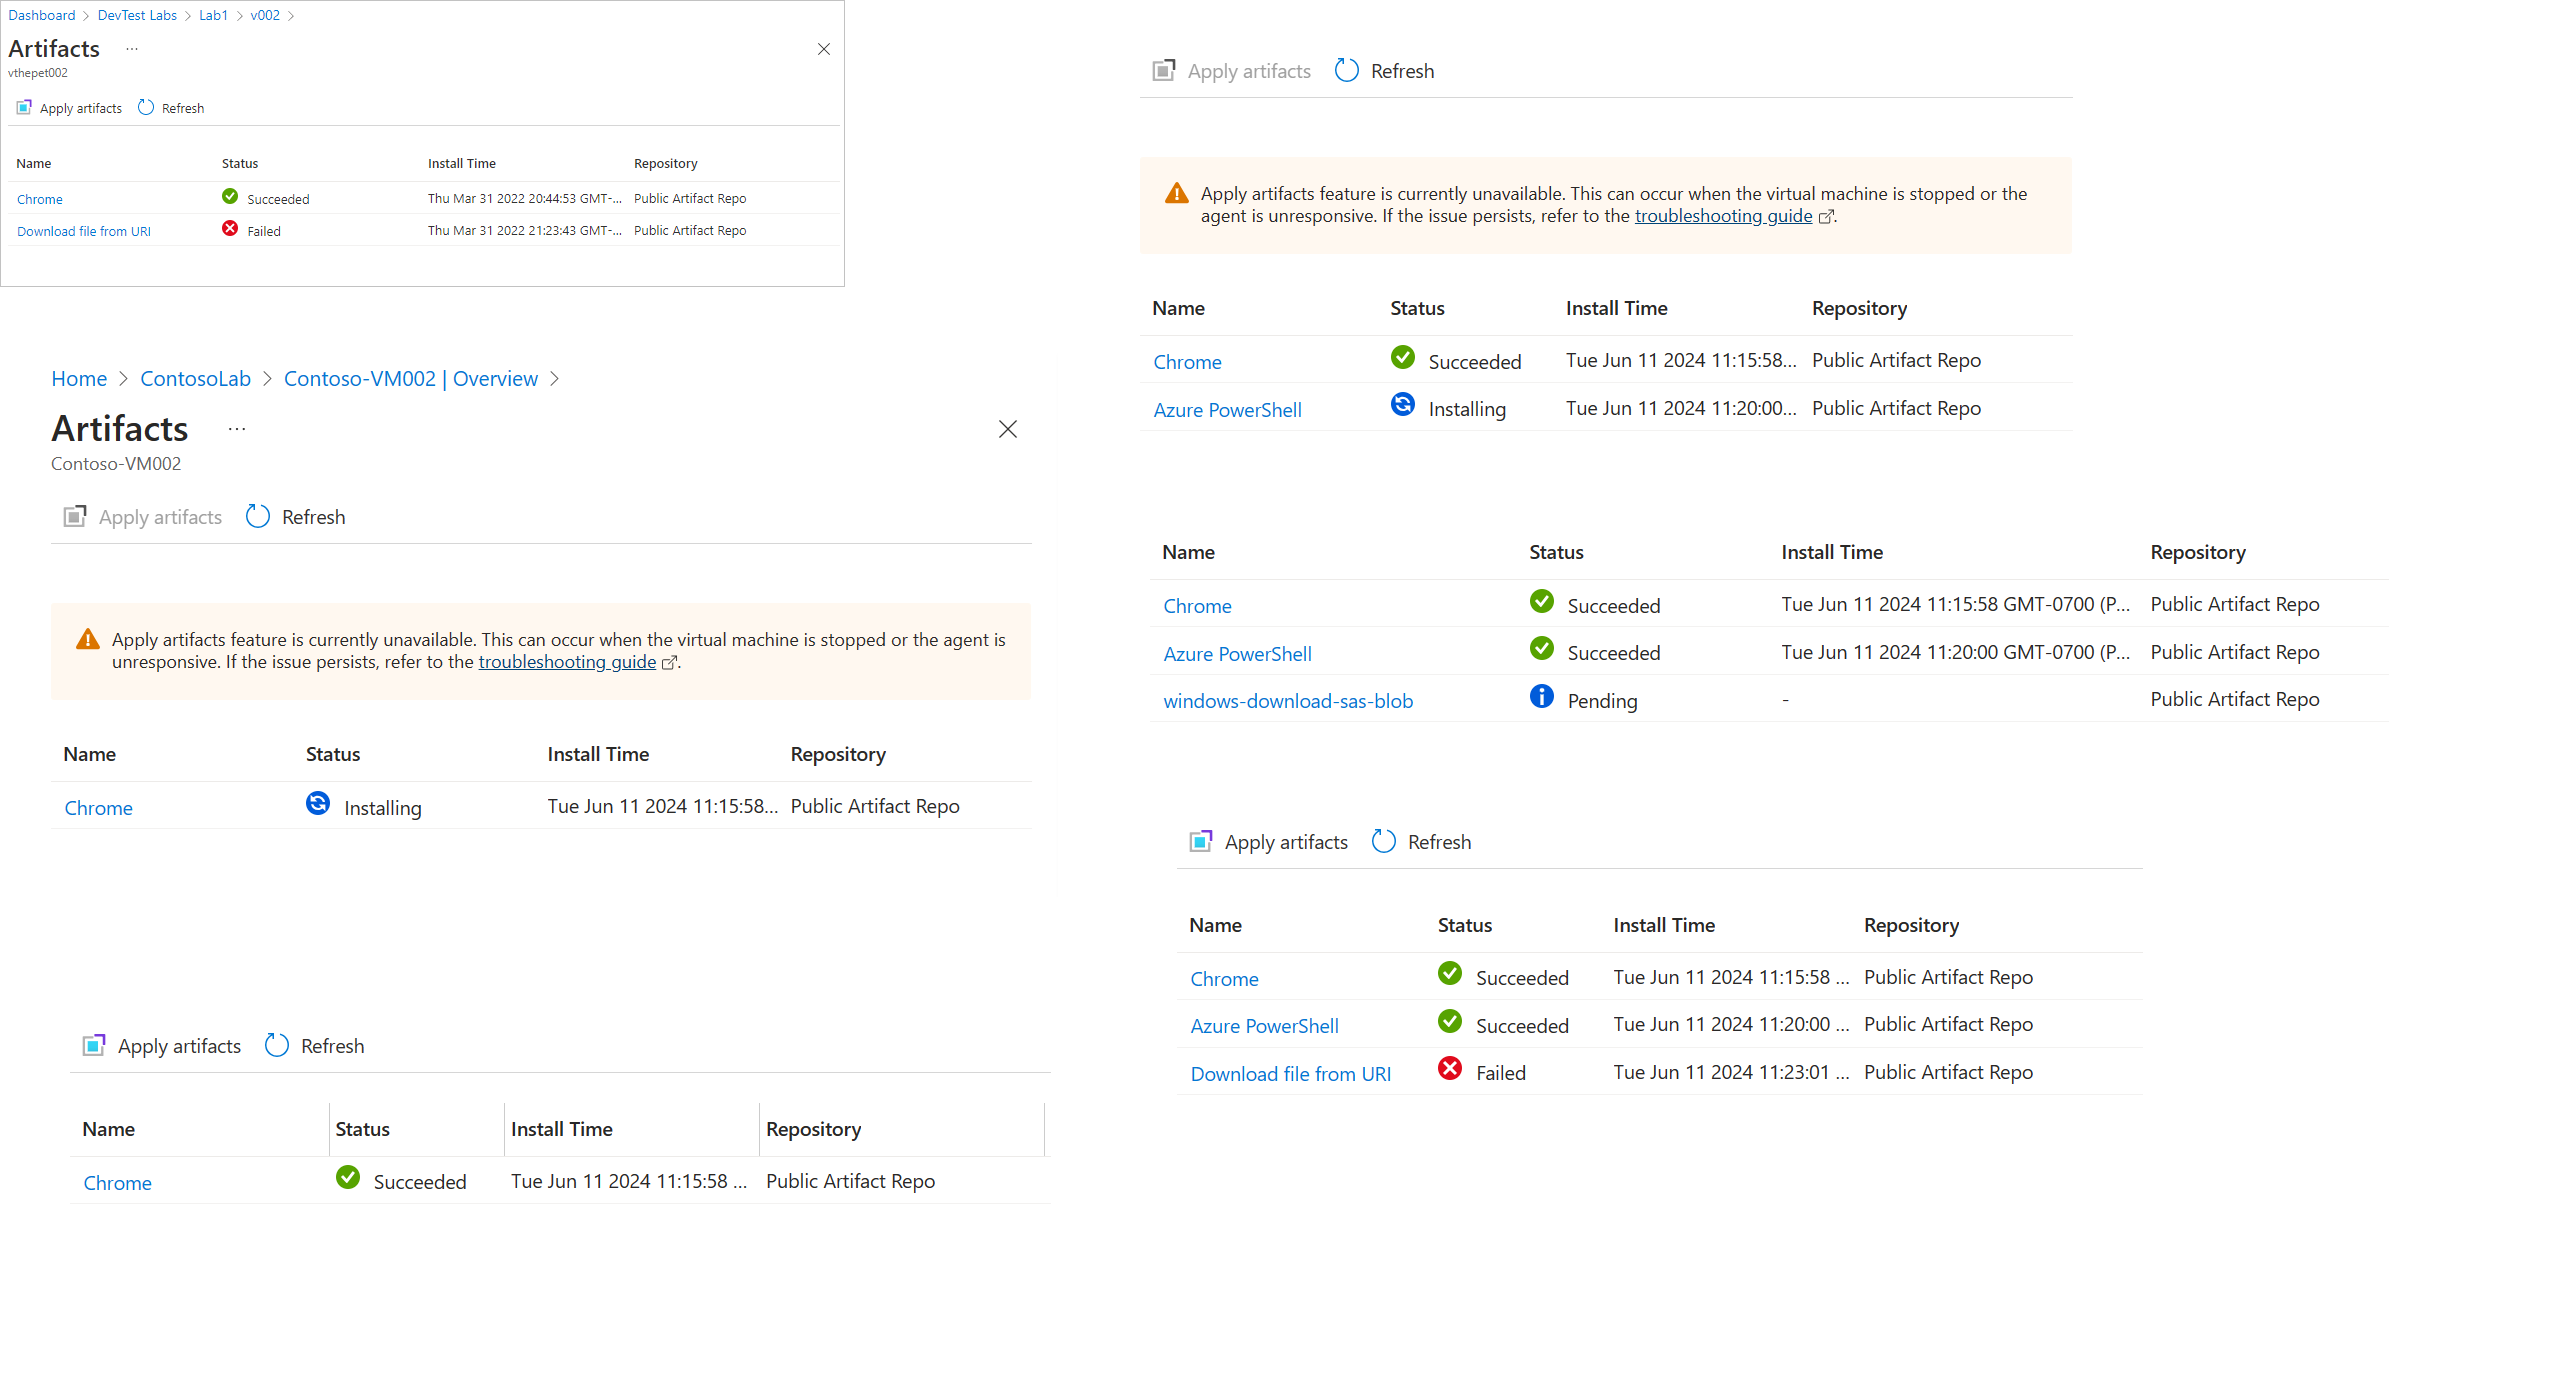 Dashboard > DevTest Labs > Lab1 > v002 >
Artifacts ...
vthepet002
Apply artifacts Refresh
Name Status Install Time Repository
Chrome Succeeded Thu Mar 31 2022 20:44:53 GMT-... Public Artifact Repo
Download file from URI Failed Thu Mar 31 2022 21:23:43 GMT-... Public Artifact Repo
Home > ContosoLab > Contoso-VM002 | Overview >
Artifacts ...
Contoso-VM002
Apply artifacts Refresh
Apply artifacts feature is currently unavailable. This can occur when the virtual machine is stopped or the agent is
unresponsive. If the issue persists, refer to the troubleshooting guide.
Name Status Install Time Repository
Chrome Installing Tue Jun 11 2024 11:15:58... Public Artifact Repo
Apply artifacts Refresh
Name Status Install Time Repository
Chrome Succeeded Tue Jun 11 2024 11:15:58 ... Public Artifact Repo
Apply artifacts Refresh
Apply artifacts feature is currently unavailable. This can occur when the virtual machine is stopped or the
agent is unresponsive. If the issue persists, refer to the troubleshooting guide.
Name Status Install Time Repository
Chrome Succeeded Tue Jun 11 2024 11:15:58... Public Artifact Repo
Azure PowerShell Installing Tue Jun 11 2024 11:20:00... Public Artifact Repo
Name Status Install Time Repository
Chrome Succeeded Tue Jun 11 2024 11:15:58 GMT-0700 (P... Public Artifact Repo
Azure PowerShell Succeeded Tue Jun 11 2024 11:20:00 GMT-0700 (P... Public Artifact Repo
windows-download-sas-blob Pending - Public Artifact Repo
Apply artifacts Refresh
Name Status Install Time Repository
Chrome Succeeded Tue Jun 11 2024 11:15:58 ... Public Artifact Repo
Azure PowerShell Succeeded Tue Jun 11 2024 11:20:00 ... Public Artifact Repo
Download file from URI Failed Tue Jun 11 2024 11:23:01 ... Public Artifact Repo